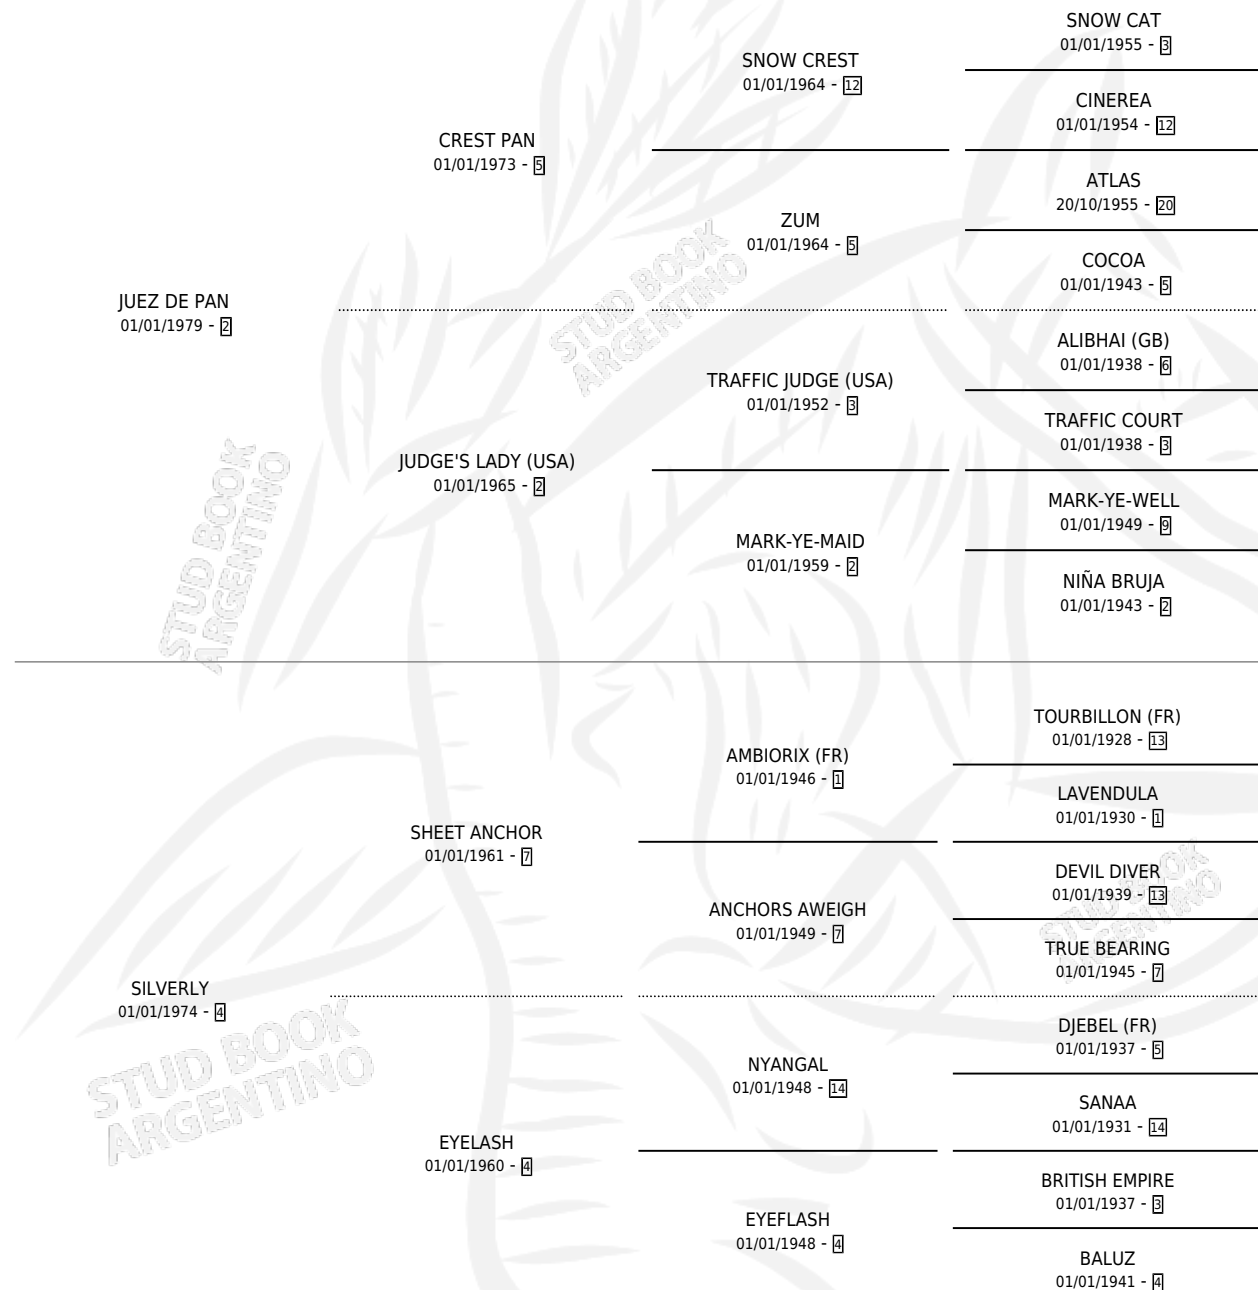 SNOW CAT
01/01/1955 - 3
SNOW CREST
01/01/1964 - 12
CINEREA
01/01/1954 - 12
CREST PAN
01/01/1973 - 5
ATLAS
20/10/1955 - 20
ZUM
01/01/1964 - 5
COCOA
01/01/1943 - 5
JUEZ DE PAN
01/01/1979 - 2
STUD BOOK
ARGENTINO
ALIBHAI (GB)
01/01/1938 - 6
TRAFFIC JUDGE (USA)
01/01/1952 - 3
TRAFFIC COURT
01/01/1938 - 3
JUDGE'S LADY (USA)
01/01/1965 - 2
MARK-YE-WELL
01/01/1949 - 9
MARK-YE-MAID
01/01/1959 - 2
NIÑA BRUJA
01/01/1943 - 2
STUD BOOK
ARGENTINO
TOURBILLON (FR)
01/01/1928 - 13
AMBIORIX (FR)
01/01/1946 - 1
LAVENDULA
01/01/1930 - 1
SHEET ANCHOR
01/01/1961 - 7
DEVIL DIVER
01/01/1939 - 13
ANCHORS AWEIGH
01/01/1949 - 7
STUD BOOK
ARGENTINO
TRUE BEARING
01/01/1945 - 7
SILVERLY
01/01/1974 - 4
DJEBEL (FR)
01/01/1937 - 5
STUD BOOK
ARGENTINO
NYANGAL
01/01/1948 - 14
SANAA
01/01/1931 - 14
EYELASH
01/01/1960 - 4
BRITISH EMPIRE
01/01/1937 - 3
EYEFLASH
01/01/1948 - 4
BALUZ
01/01/1941 - 4